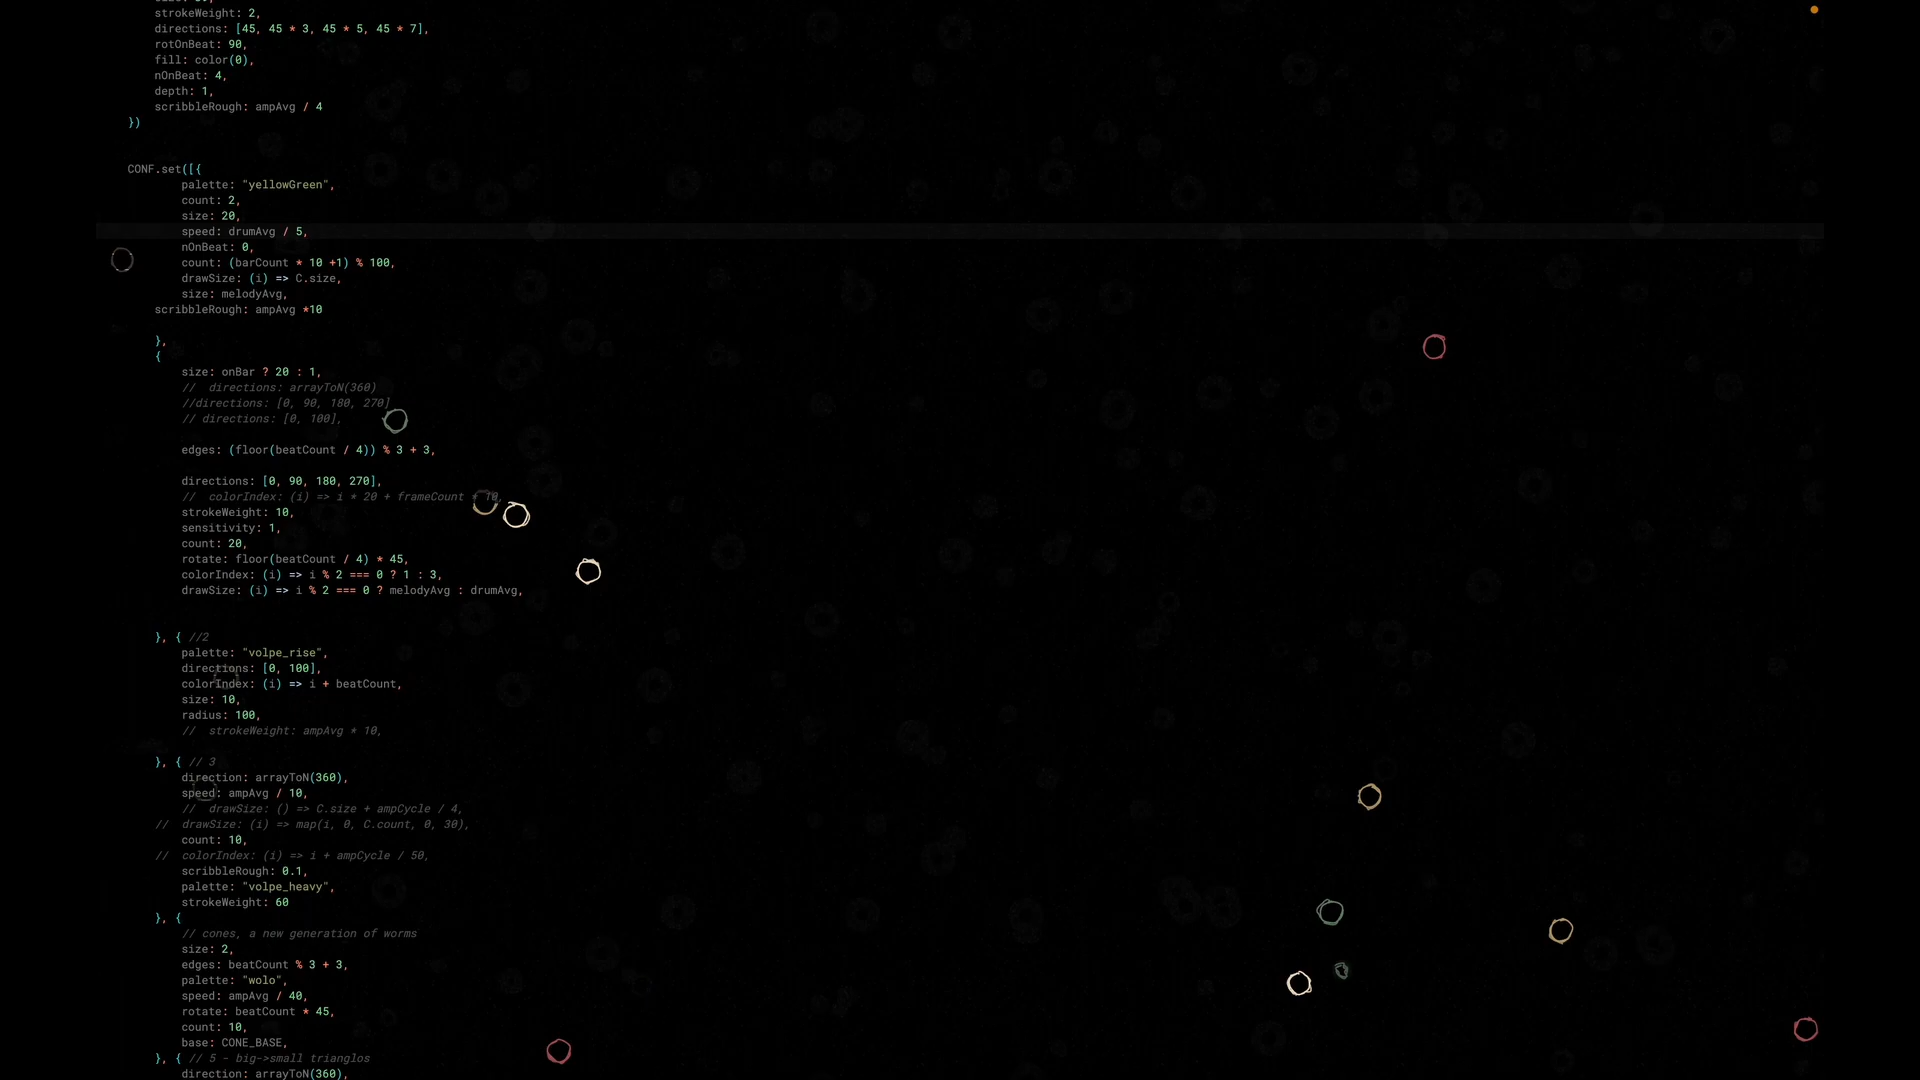 strokeWeight: 2,
directions: [45, 45 * 3, 45 * 5, 45 * 7],
rotOnBeat: 90,
fill: color(0),
nOnBeat: 4,
depth: 1,
scribbleRough: ampAvg / 4
})
CONF.set([{
palette: "yellowGreen",
count: 2,
size: 20,
speed: drumAvg / 5,
nOnBeat: 0,
count: (barCount * 10 +1) % 100,
drawSize: (i) => C.size,
size: melodyAvg,
scribbleRough: ampAvg *10
},
{
size: onBar ? 20 : 1,
//  directions: arrayToN(360)
//directions: [0, 90, 180, 270]
// directions: [0, 100],
edges: (floor(beatCount / 4)) % 3 + 3,
directions: [0, 90, 180, 270],
//  colorIndex: (i) => i * 20 + frameCount * 10,
strokeWeight: 10,
sensitivity: 1,
count: 20,
rotate: floor(beatCount / 4) * 45,
colorIndex: (i) => i % 2 === 0 ? 1 : 3,
drawSize: (i) => i % 2 === 0 ? melodyAvg : drumAvg,
}, { //2
palette: "volpe_rise",
directions: [0, 100],
colorIndex: (i) => i + beatCount,
size: 10,
radius: 100,
//  strokeWeight: ampAvg * 10,
}, { // 3
direction: arrayToN(360),
speed: ampAvg / 10,
//  drawSize: () => C.size + ampCycle / 4,
//  drawSize: (i) => map(i, 0, C.count, 0, 30),
count: 10,
//  colorIndex: (i) => i + ampCycle / 50,
scribbleRough: 0.1,
palette: "volpe_heavy",
strokeWeight: 60
}, {
// cones, a new generation of worms
size: 2,
edges: beatCount % 3 + 3,
palette: "wolo",
speed: ampAvg / 40,
rotate: beatCount * 45,
count: 10,
base: CONE_BASE,
}, { // 5 - big->small trianglos
direction: arrayToN(360),